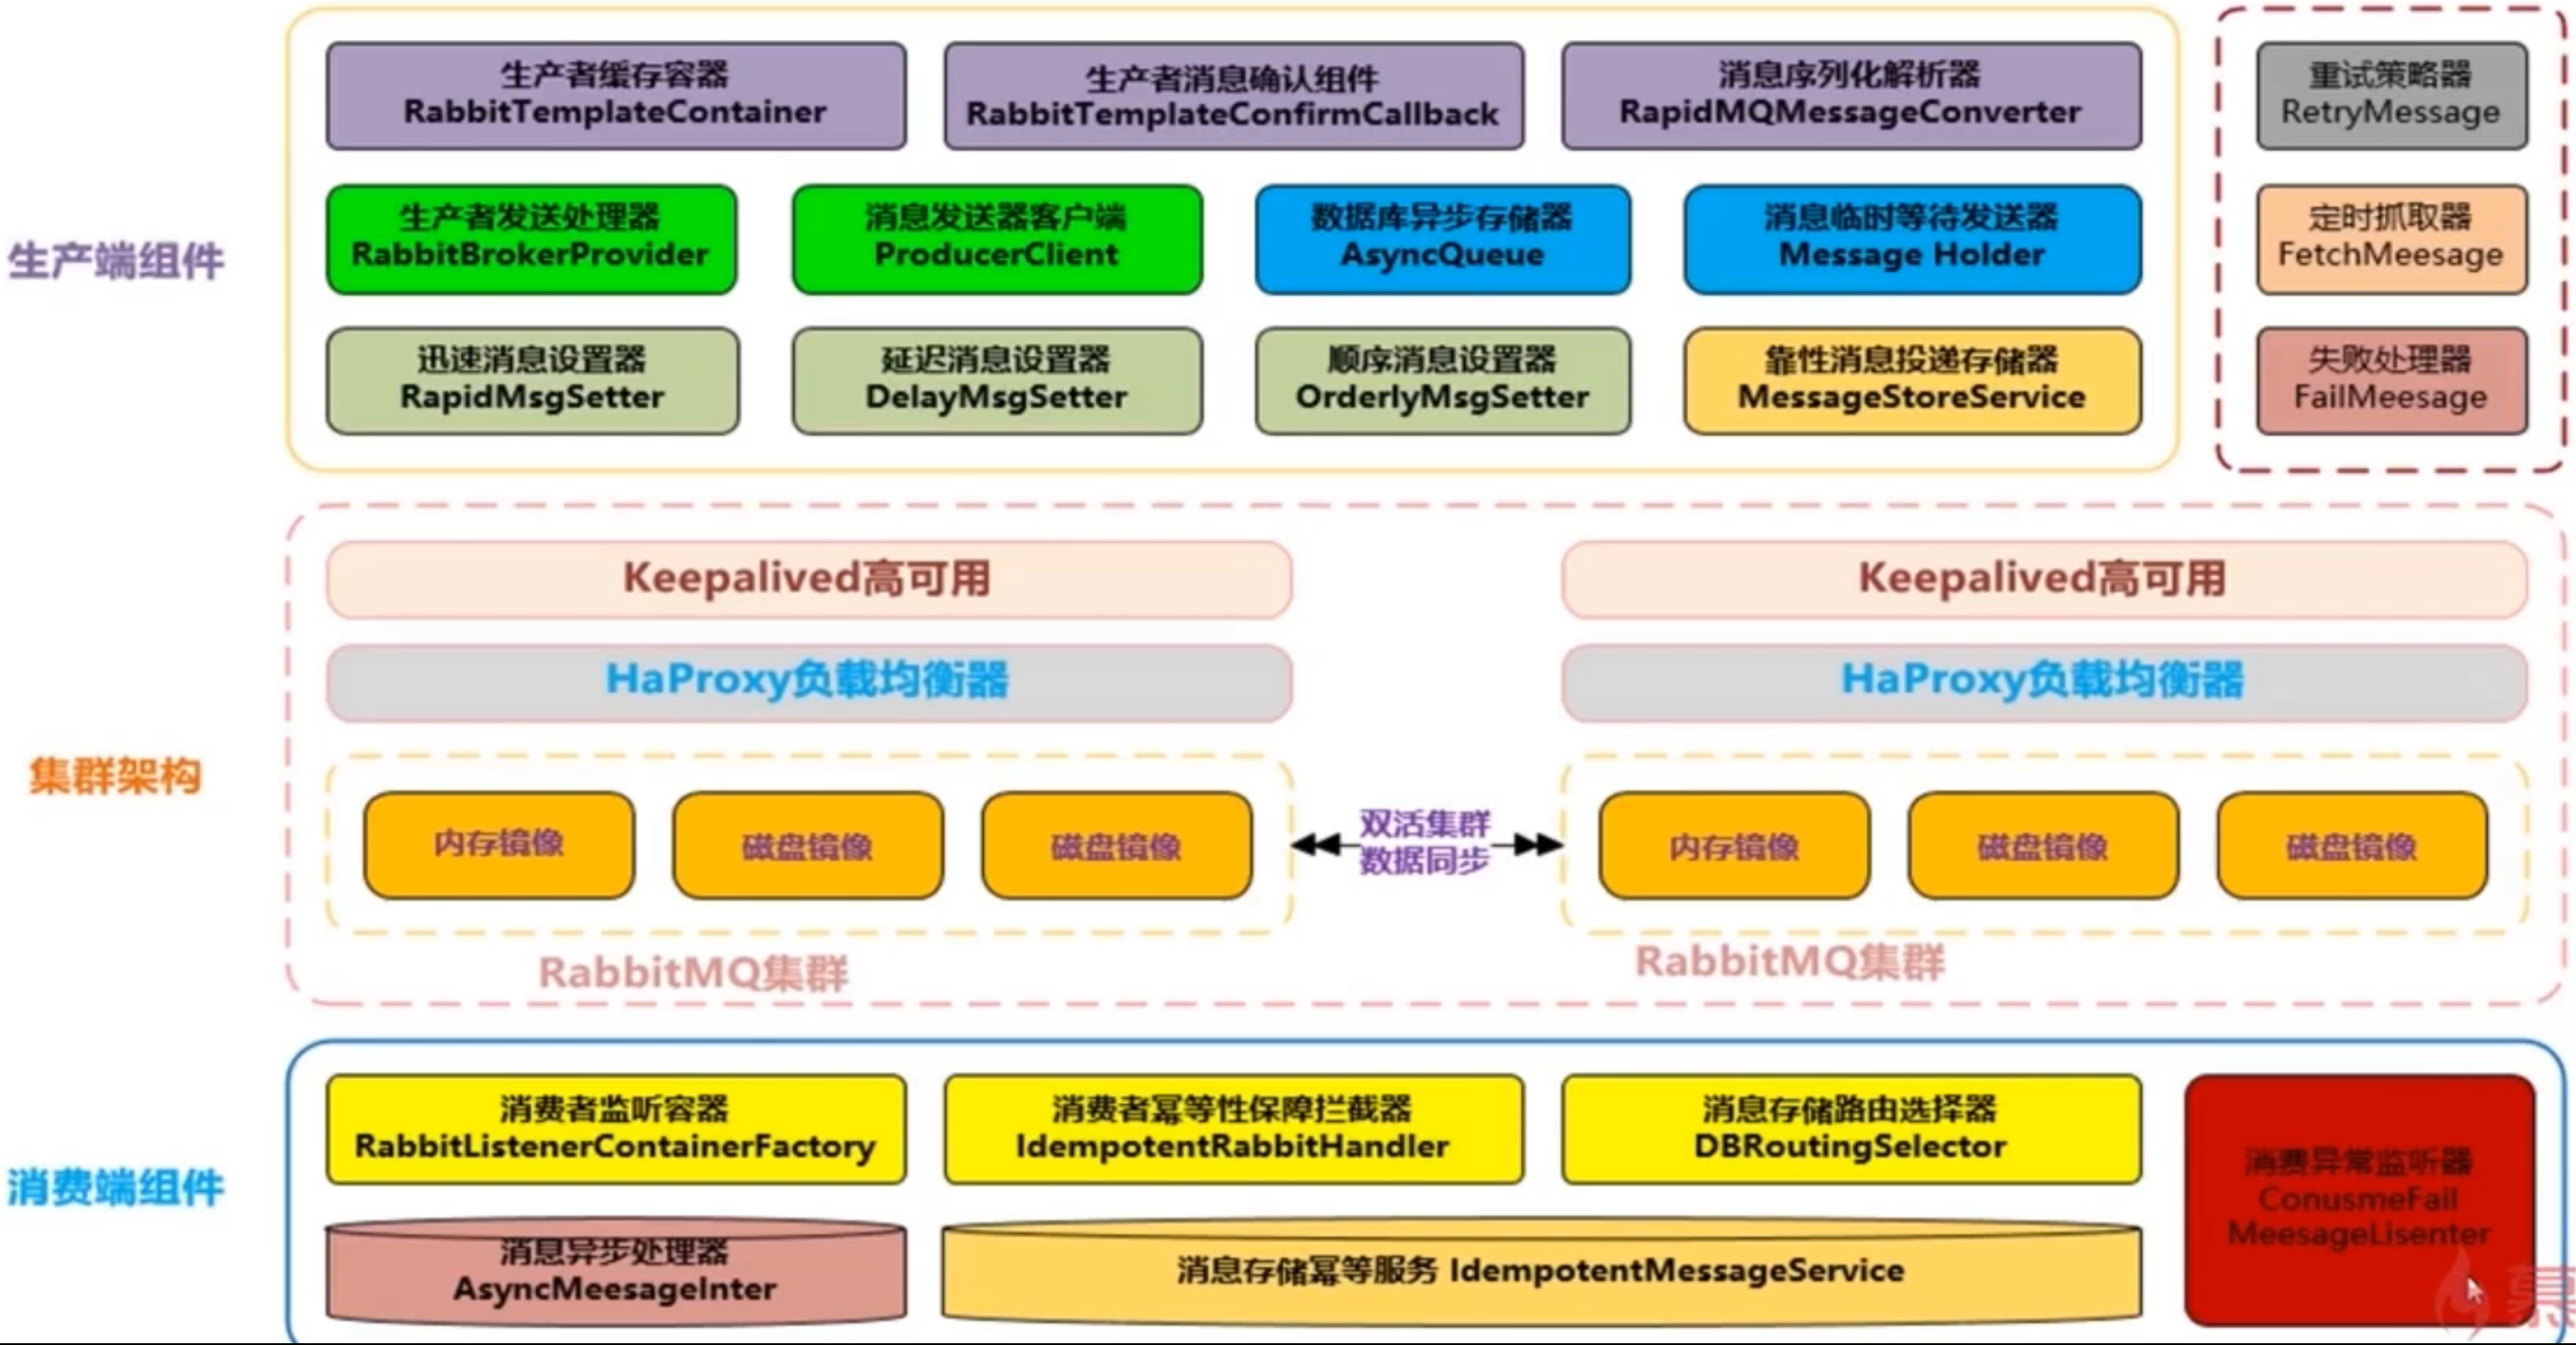 生产者缓存容器
RabbitTemplateContainer
生产者消息确认组件
RabbitTemplateConfirmCallback
消息序列化解析器
RapidMQMessageConverter
重试策略器
RetryMessage
生产端组件
生产者发送处理器
RabbitBrokerProvider
消息发送器客户端
ProducerClient
数据库异步存储器
AsyncQueue
消息临时等待发送器
Message Holder
定时抓取器
FetchMeesage
迅速消息设置器
RapidMsgSetter
延迟消息设置器
DelayMsgSetter
顺序消息设置器
OrderlyMsgSetter
靠性消息投递存储器
MessageStoreService
失败处理器
FailMeesage
集群架构
Keepalived高可用
Keepalived高可用
HaProxy负载均衡器
HaProxy负载均衡器
内存镜像
磁盘镜像
磁盘镜像
双活集群
数据同步
内存镜像
磁盘镜像
磁盘镜像
RabbitMQ集群
RabbitMQ集群
消费端组件
消费者监听容器
RabbitListenerContainerFactory
消费者幂等性保障拦截器
IdempotentRabbitHandler
消息存储路由选择器
DBRoutingSelector
消费异常监听器
ConusmeFail
MeesageLisenter
消息异步处理器
AsyncMeesageInter
消息存储幂等服务 IdempotentMessageService